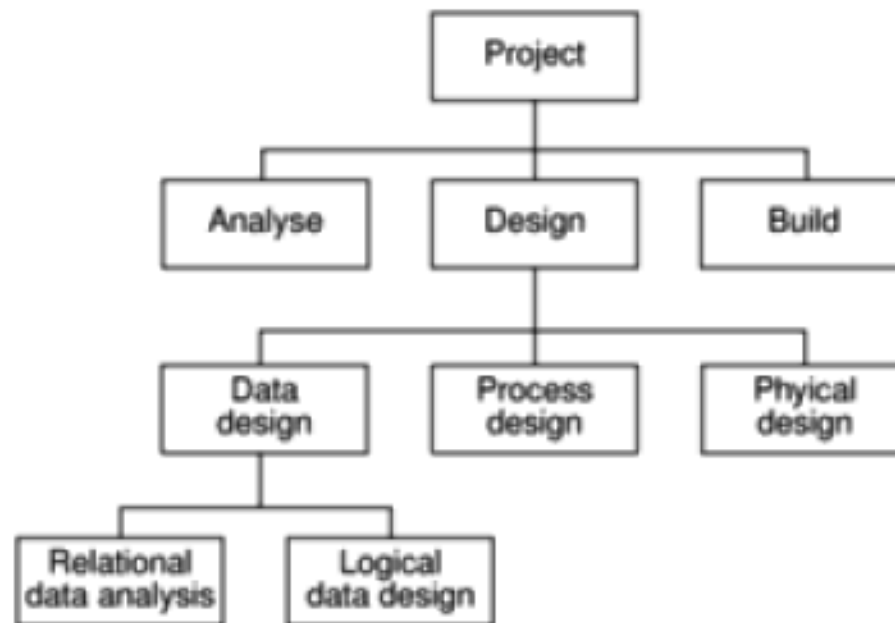 Project
Analyse
Design
Build
Data
design
Process
design
Phyical
design
Relational
data analysis
Logical
data design